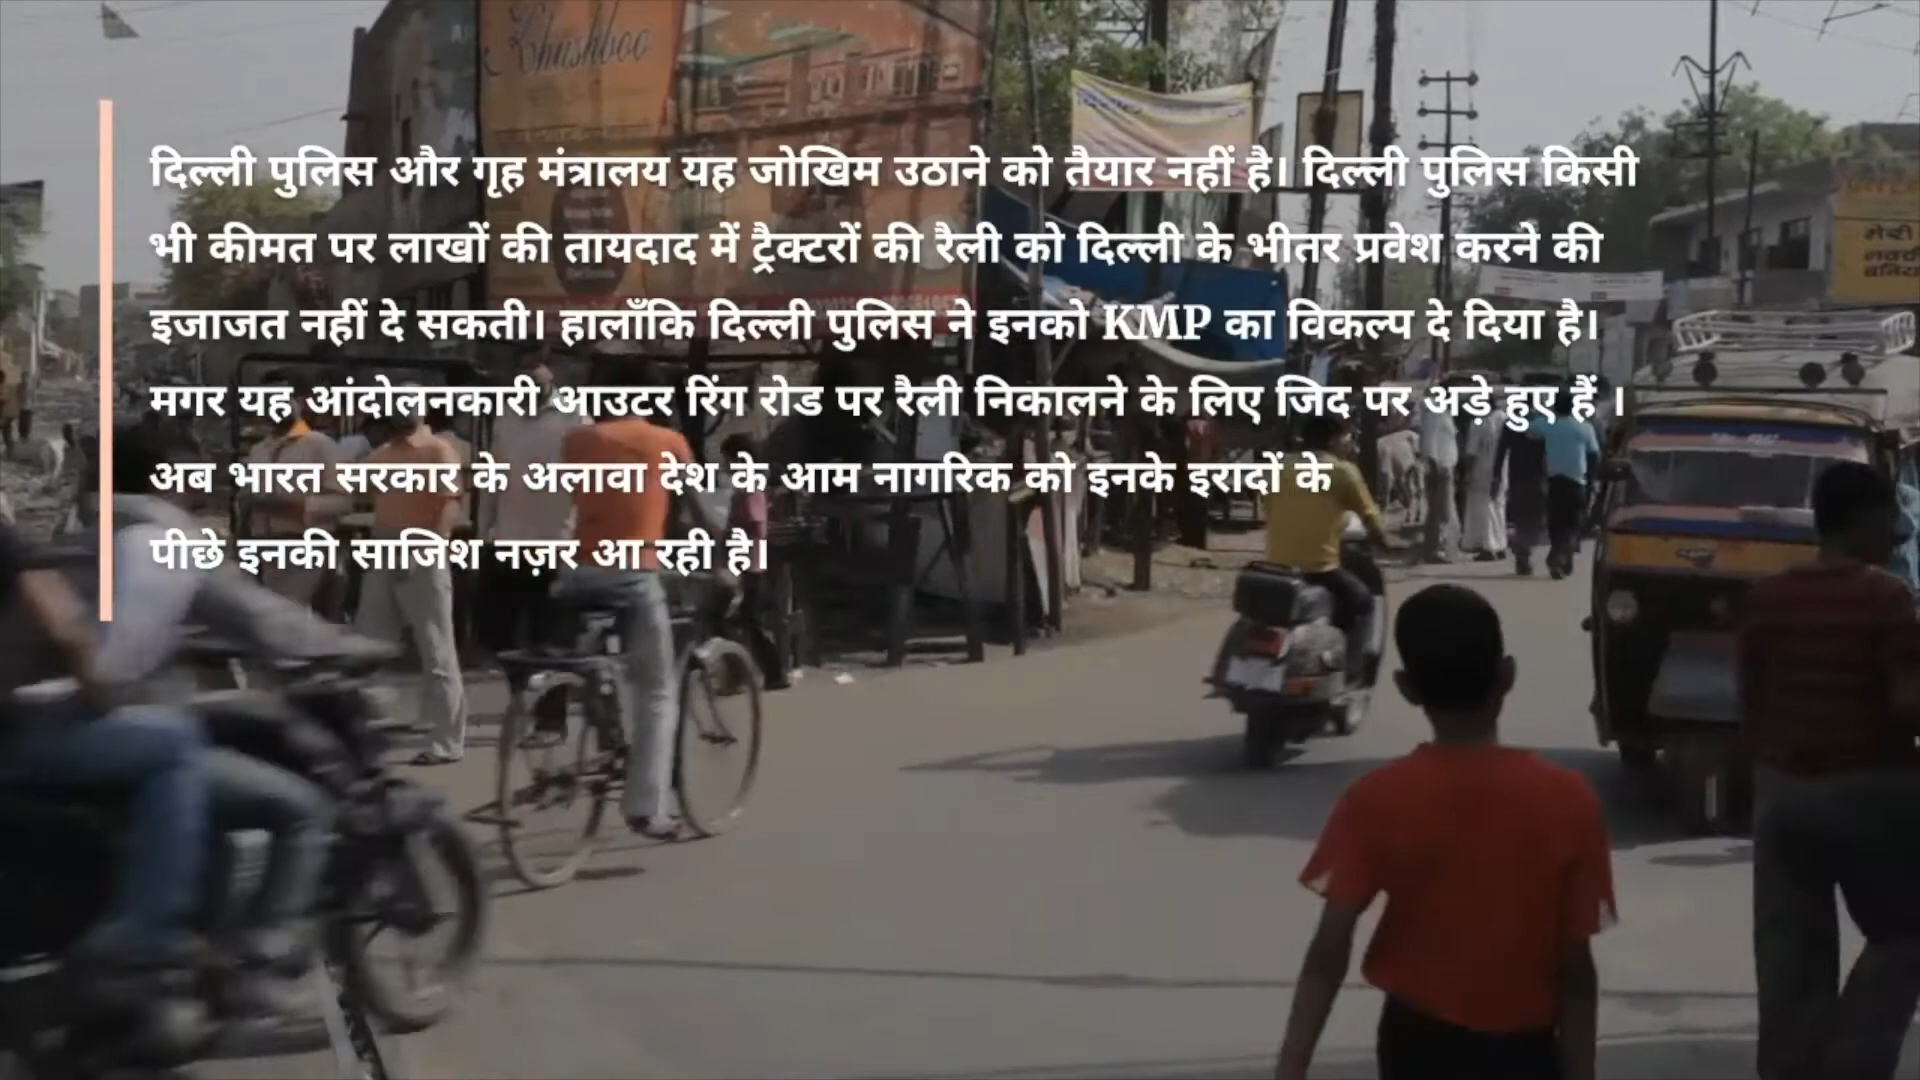 Khushboo
दिल्ली पुलिस और गृह मंत्रालय यह जोखिम उठाने को तैयार नहीं है। दिल्ली पुलिस किसी
भी कीमत पर लाखों की तायदाद में ट्रैक्टरों की रैली को दिल्ली के भीतर प्रवेश करने की
इजाजत नहीं दे सकती। हालाँकि दिल्ली पुलिस ने इनको KMP का विकल्प दे दिया है।
मगर यह आंदोलनकारी आउटर रिंग रोड पर रैली निकालने के लिए जिद पर अड़े हुए हैं ।
अब भारत सरकार के अलावा देश के आम नागरिक को इनके इरादों के
पीछे इनकी साजिश नज़र आ रही है।